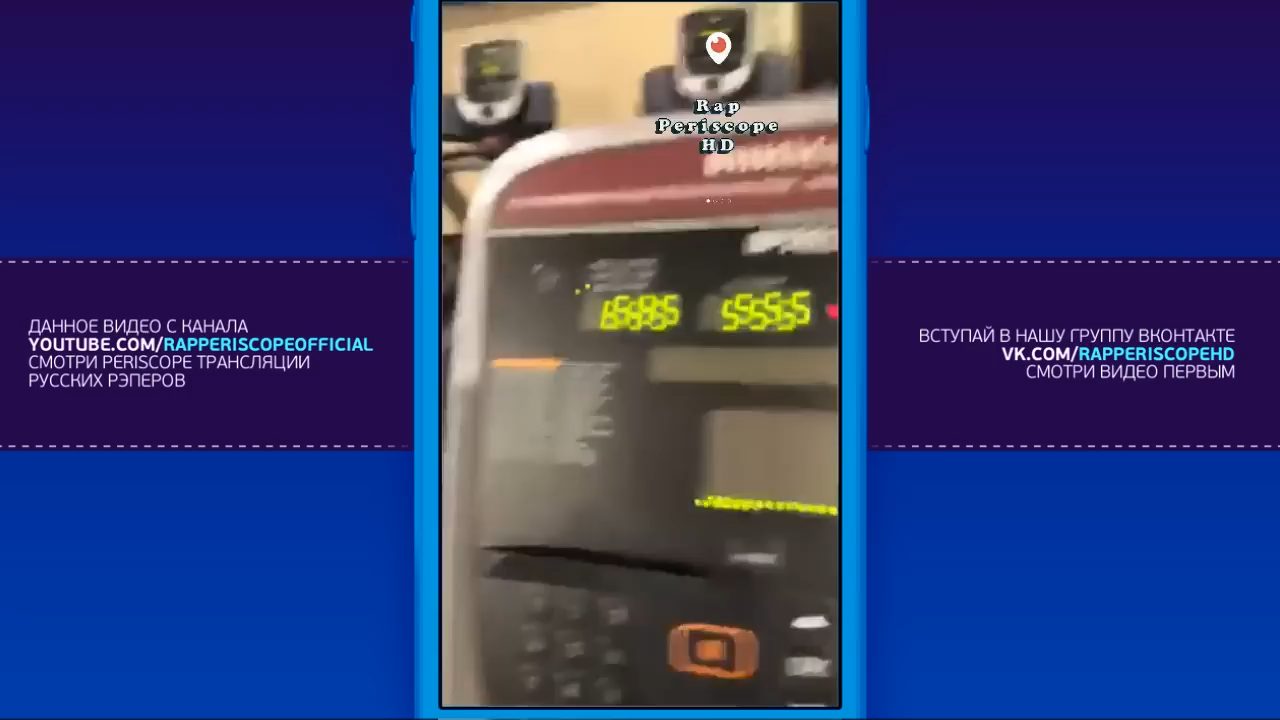 Rap
Periscope
HD
ДАННОЕ ВИДЕО С КАНАЛА
YOUTUBE.COM/RAPPERISCOPEOFFICIAL
СМОТРИ PERISCOPE ТРАНСЛЯЦИИ
РУССКИХ РЭПЕРОВ
ВСТУПАЙ В НАШУ ГРУППУ ВКОНТАКТЕ
VK.COM/RAPPERISCOPEHD
СМОТРИ ВИДЕО ПЕРВЫМ